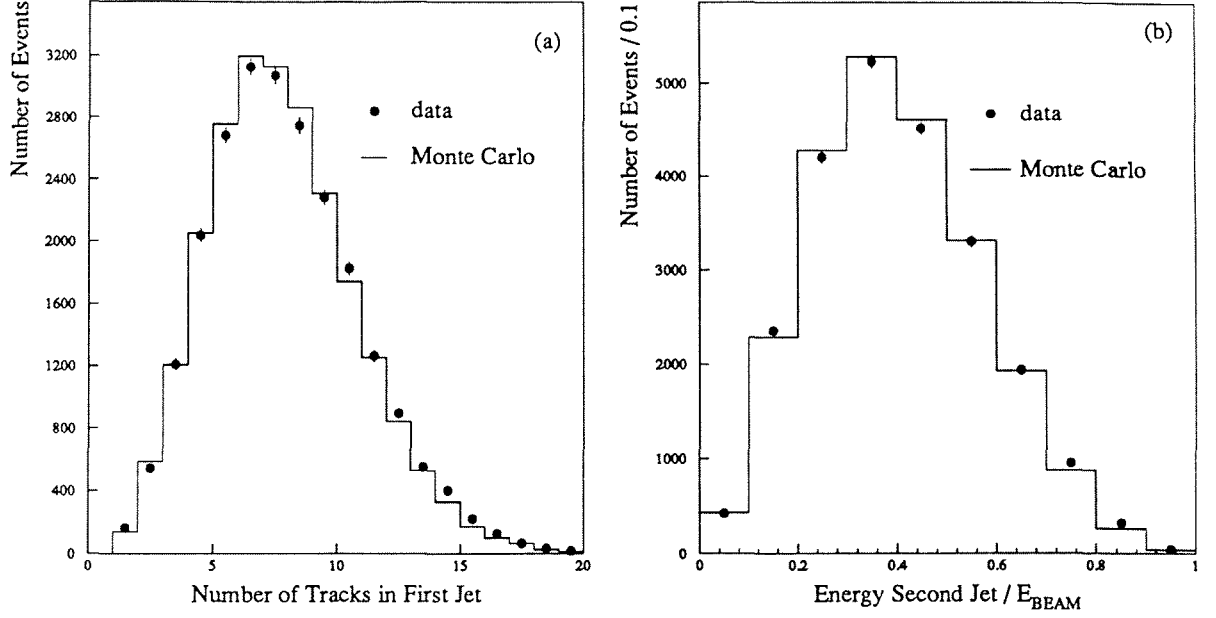 Number of Events
(a)
3200
2800
2400
2000
1600
1200
800
400
0
data
Monte Carlo
0 5 10 15 20
Number of Tracks in First Jet
Number of Events / 0.1
(b)
5000
4000
3000
2000
1000
0
data
Monte Carlo
0 0.2 0.4 0.6 0.8 1
Energy Second Jet / E_BEAM